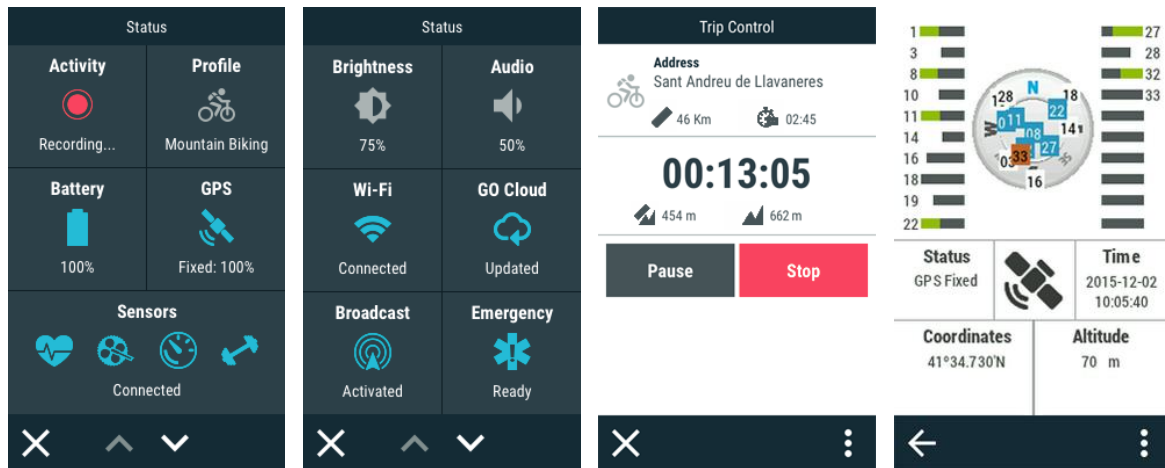 Status
Activity
Profile
Recording...
Mountain Biking
Battery
GPS
100%
Fixed: 100%
Sensors
Connected
Status
Brightness
Audio
75%
50%
Wi-Fi
GO Cloud
Connected
Updated
Broadcast
Emergency
Activated
Ready
Trip Control
Address
Sant Andreu de Llavaneres
46 Km
02:45
00:13:05
454 m
662 m
Pause
Stop
1
3
8
10
11
14
16
18
19
22
N
28
18
22
11
14
08
27
33
03
16
W
27
28
32
33
Status
GPS Fixed
Time
2015-12-02
10:05:40
Coordinates
41º34.730'N
Altitude
70 m